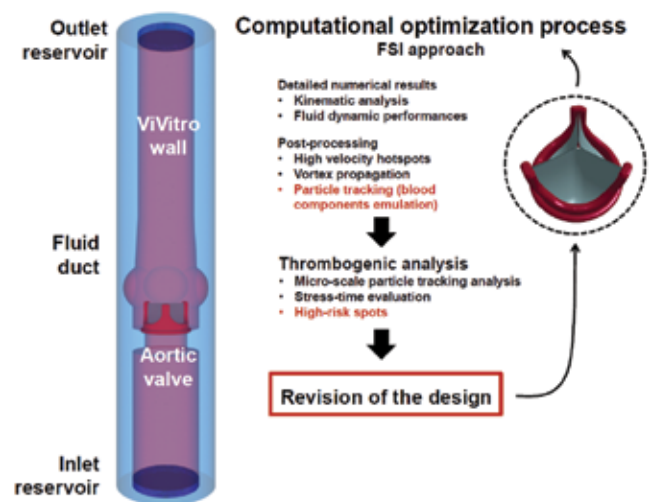 Outlet
reservoir
ViVitro
wall
Fluid
duct
Aortic
valve
Inlet
reservoir
Computational optimization process
FSI approach
Detailed numerical results
• Kinematic analysis
• Fluid dynamic performances
Post-processing
• High velocity hotspots
• Vortex propagation
• Particle tracking (blood
components emulation)
Thrombogenic analysis
• Micro-scale particle tracking analysis
• Stress-time evaluation
• High-risk spots
Revision of the design